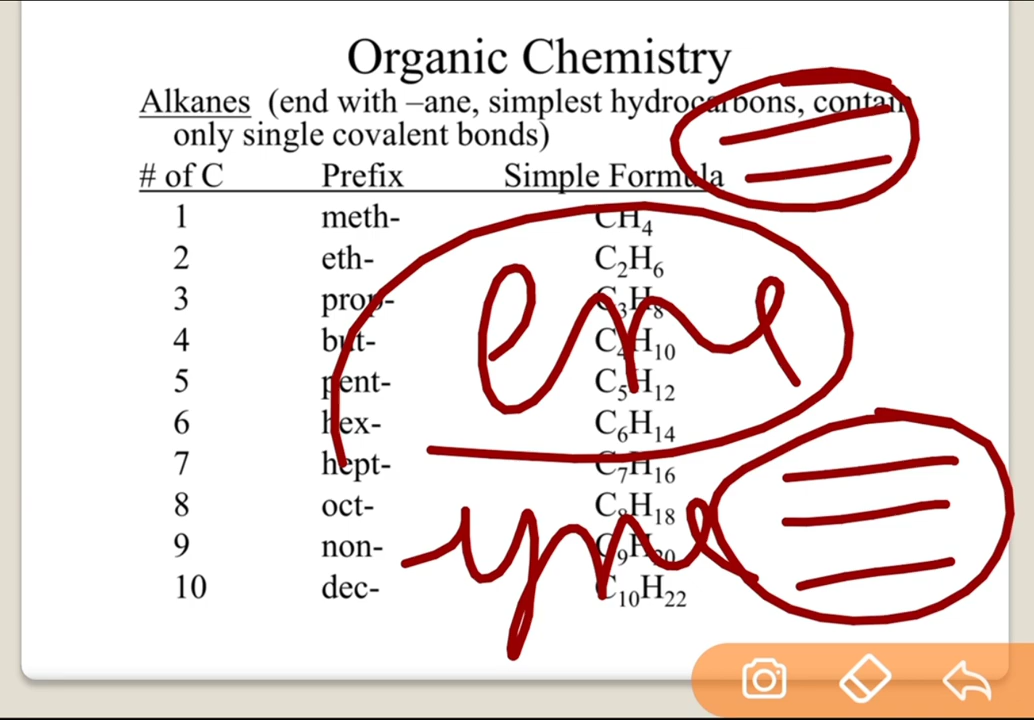 Organic Chemistry
Alkanes (end with –ane, simplest hydrocarbons, contain
only single covalent bonds)
# of C Prefix Simple Formula
1 meth- CH₄
2 eth- C₂H₆
3 prop- C₃H₈
4 but- C₄H₁₀
5 pent- C₅H₁₂
6 hex- C₆H₁₄
7 hept- C₇H₁₆
8 oct- C₈H₁₈
9 non- C₉H₂₀
10 dec- C₁₀H₂₂
ene
yne